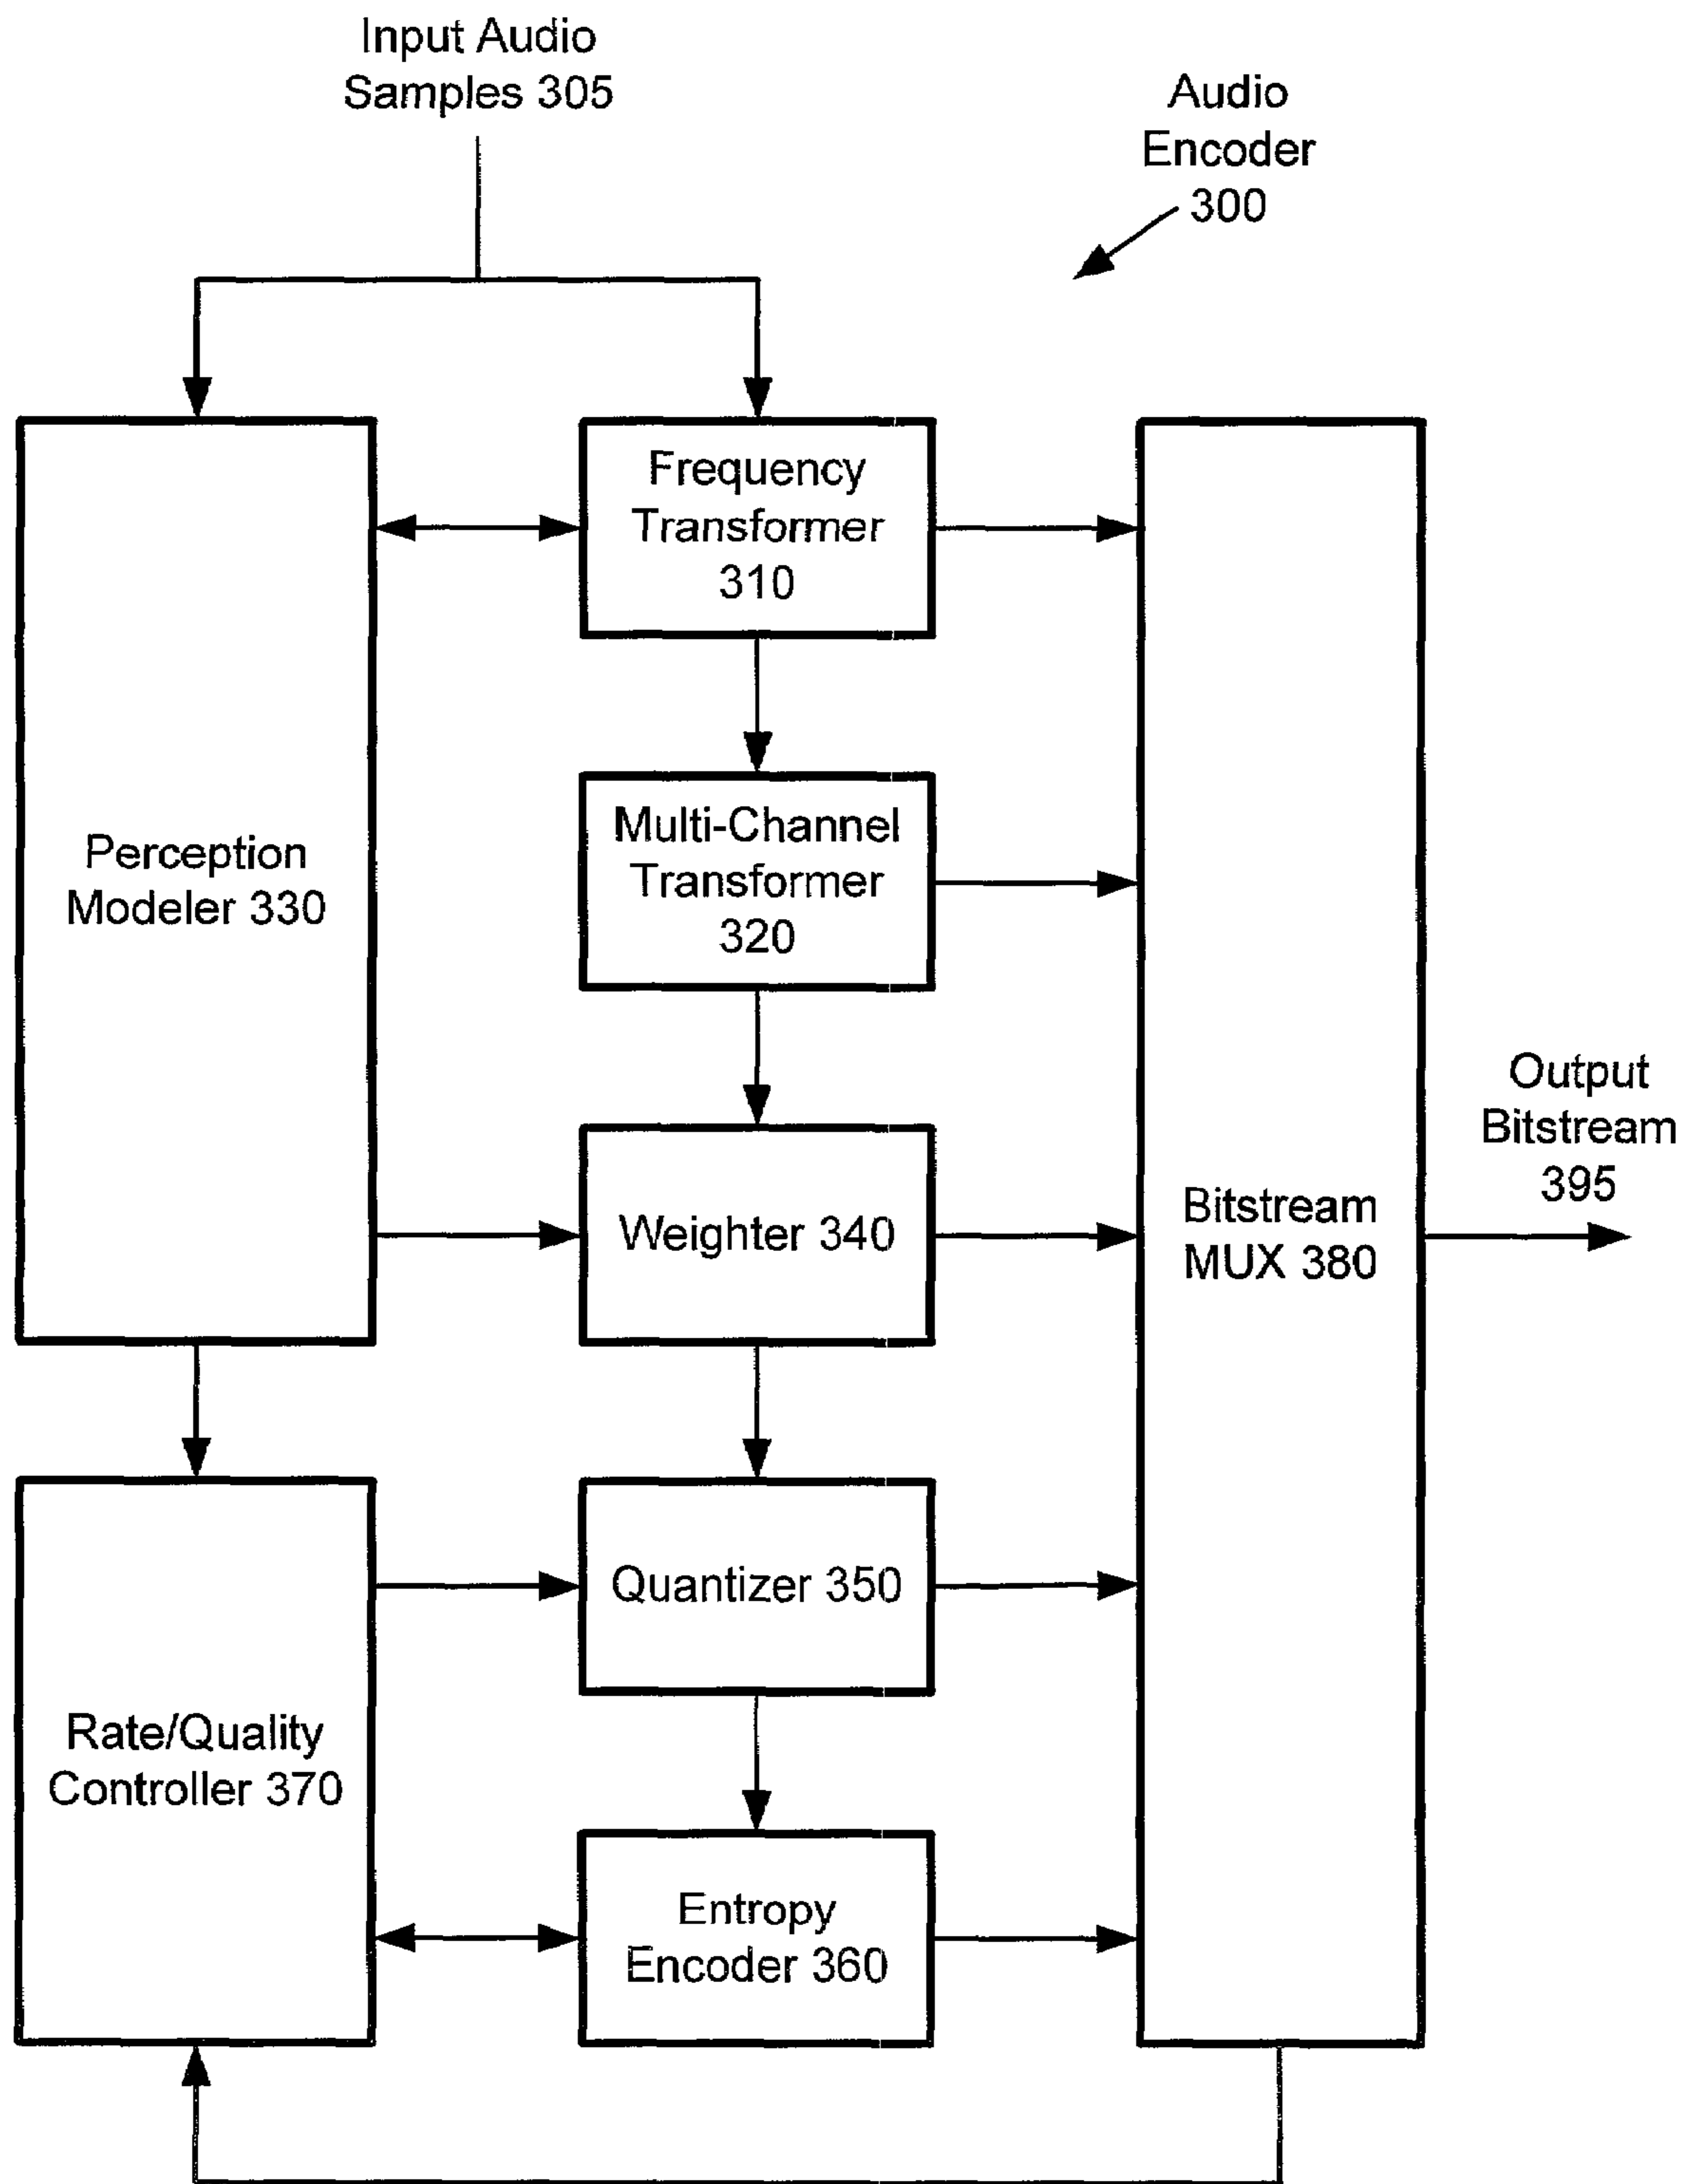 Input Audio
Samples 305
Audio
Encoder
300
Frequency
Transformer
310
Perception
Modeler 330
Multi-Channel
Transformer
320
Weighter 340
Bitstream
MUX 380
Output
Bitstream
395
Rate/Quality
Controller 370
Quantizer 350
Entropy
Encoder 360